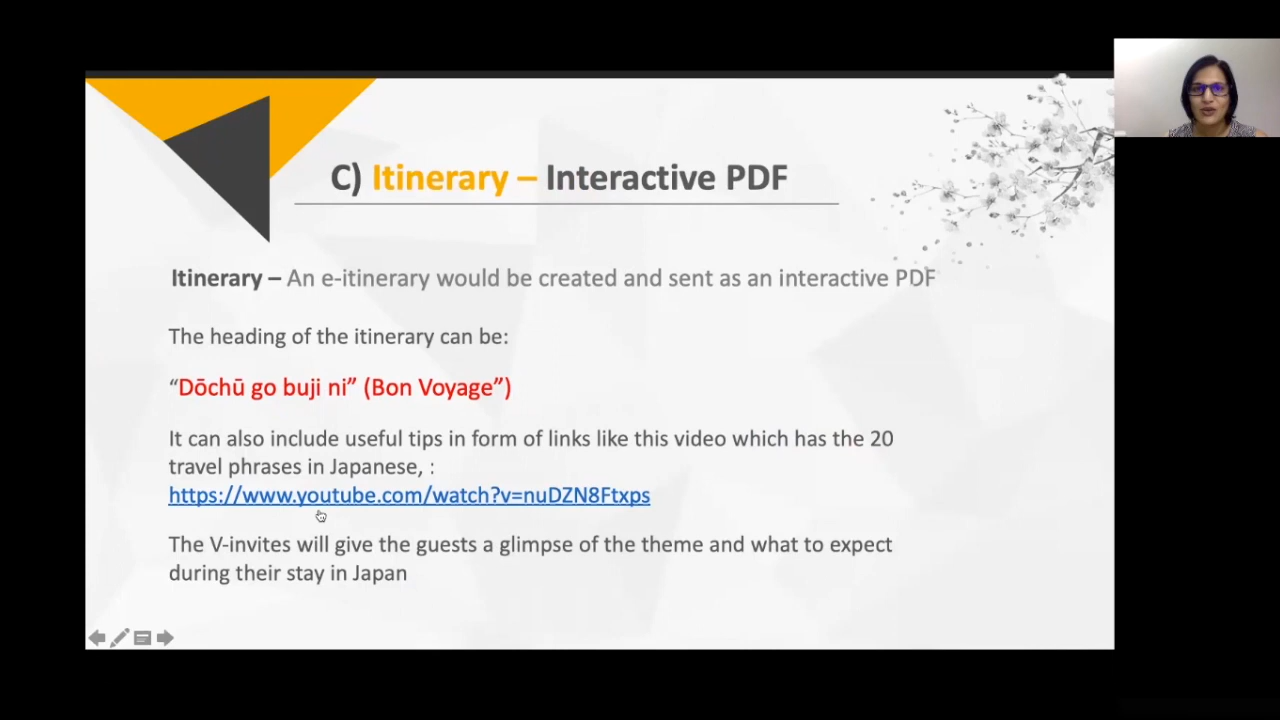 C) Itinerary – Interactive PDF
Itinerary – An e-itinerary would be created and sent as an interactive PDF
The heading of the itinerary can be:
“Dōchū go buji ni” (Bon Voyage”)
It can also include useful tips in form of links like this video which has the 20
travel phrases in Japanese, :
https://www.youtube.com/watch?v=nuDZN8Ftxps
The V-invites will give the guests a glimpse of the theme and what to expect
during their stay in Japan